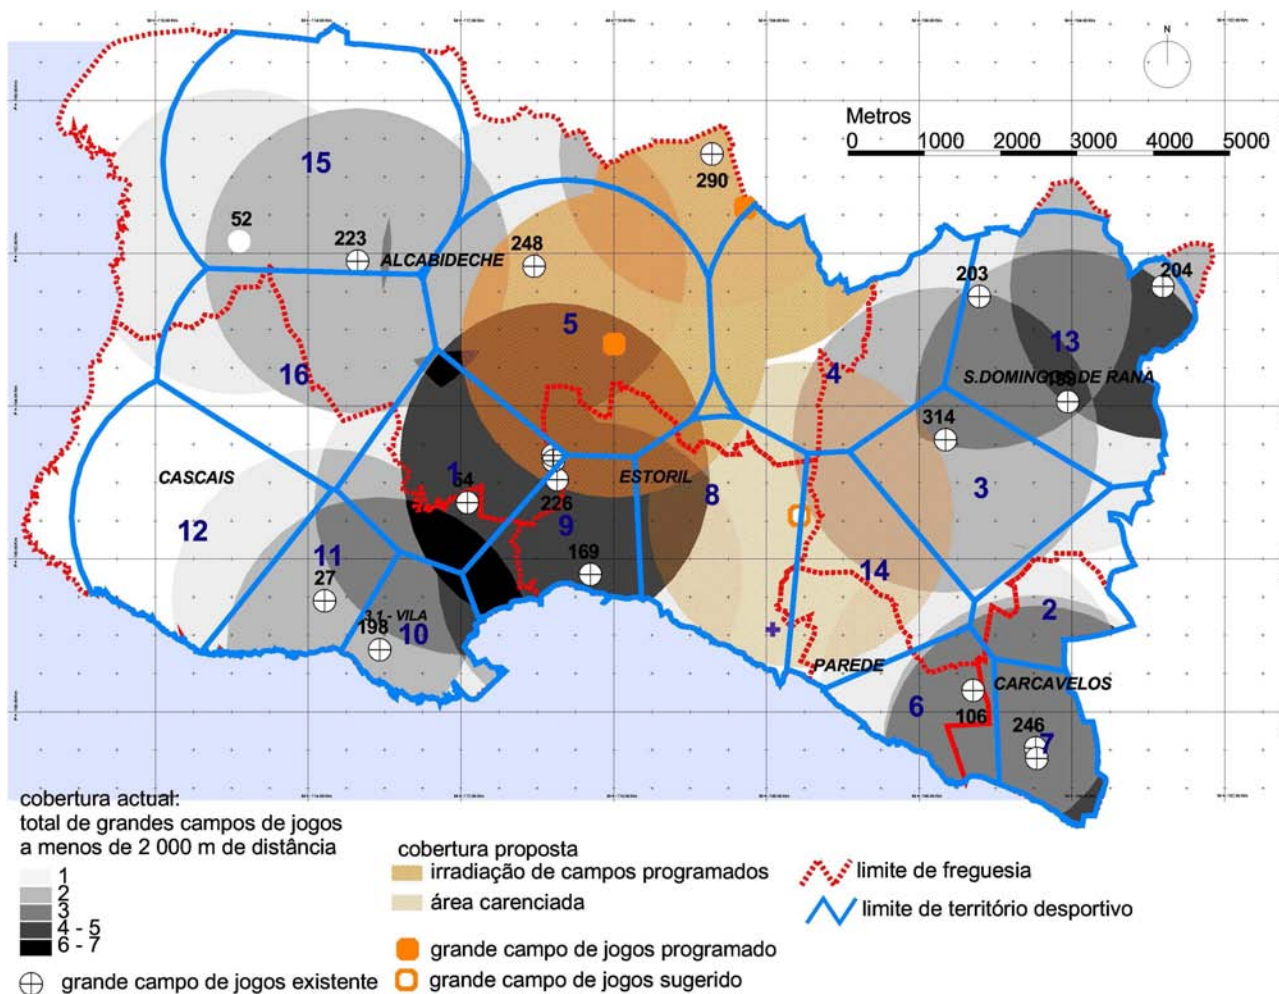 N
Metros
0 1000 2000 3000 4000 5000
15
290
52
223
248
ALCABIDECHE
203
204
5
13
4
S.DOMINGOS DE RANA
16
314
CASCAIS
1
64
ESTORIL
8
3
226
12
9
11
169
14
27
3.1 - VILA
198
10
2
PAREDE
CARCAVELOS
6
106
246
7
cobertura actual:
total de grandes campos de jogos
a menos de 2 000 m de distância
1
2
3
4 - 5
6 - 7
grande campo de jogos existente
cobertura proposta
irradiação de campos programados
área carenciada
grande campo de jogos programado
grande campo de jogos sugerido
limite de freguesia
limite de território desportivo